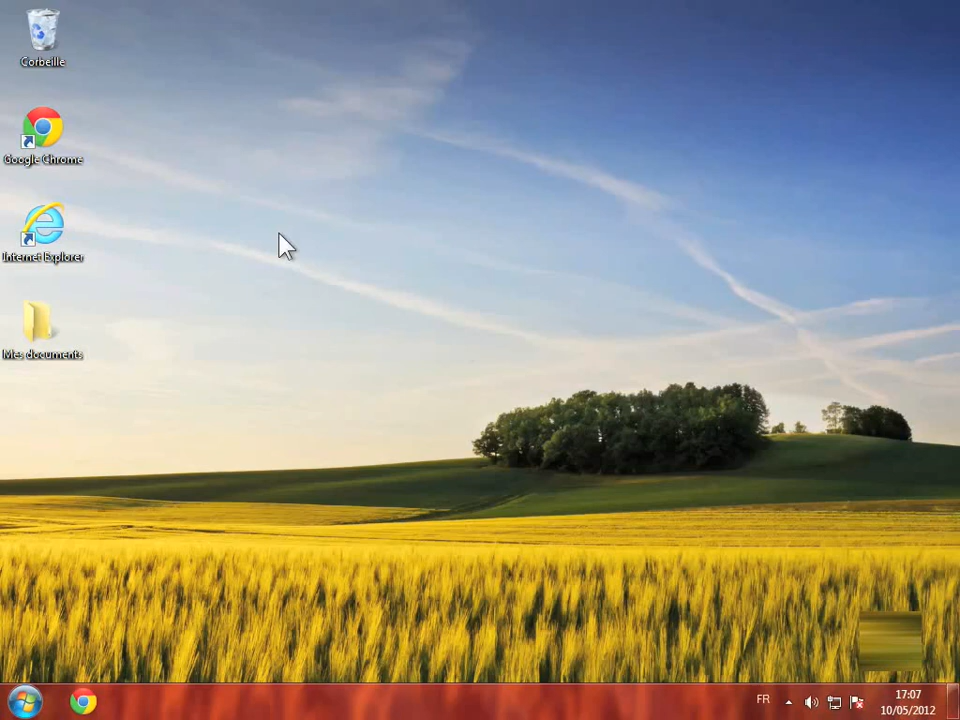 Corbeille
Google Chrome
Internet Explorer
Mes documents
FR
17:07
10/05/2012